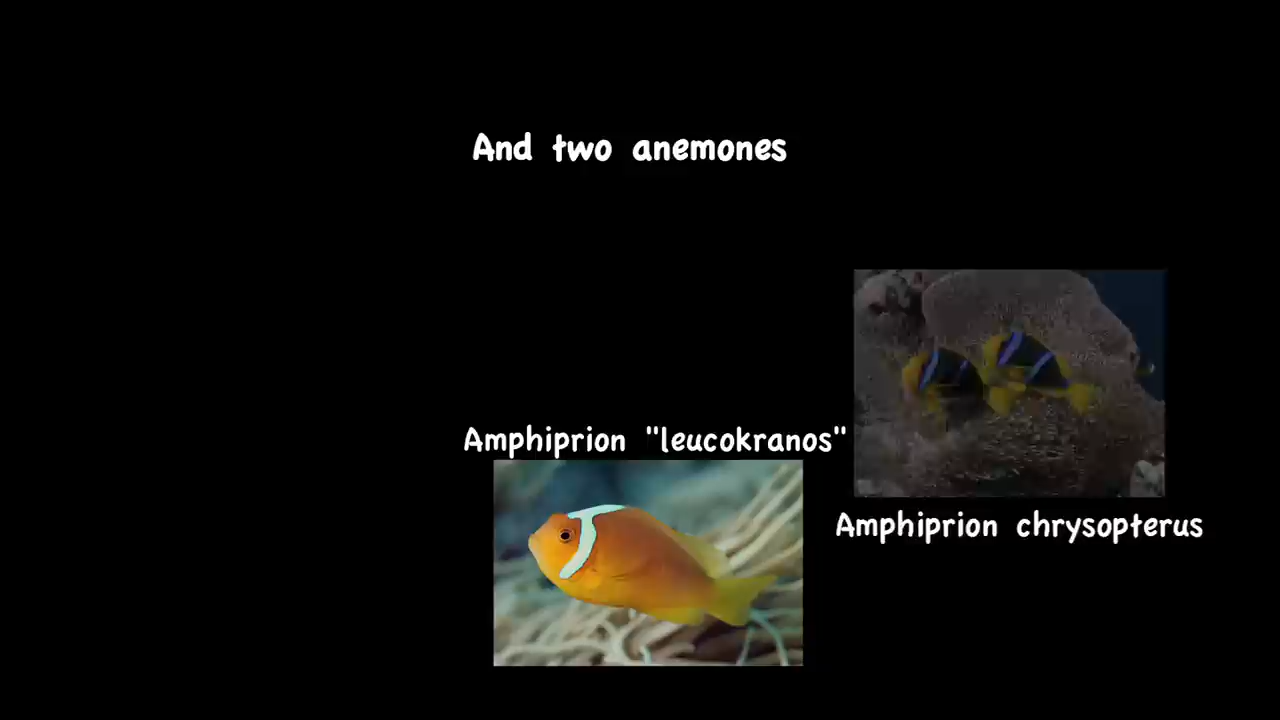 And two anemones
Amphiprion "leucokranos"
Amphiprion chrysopterus